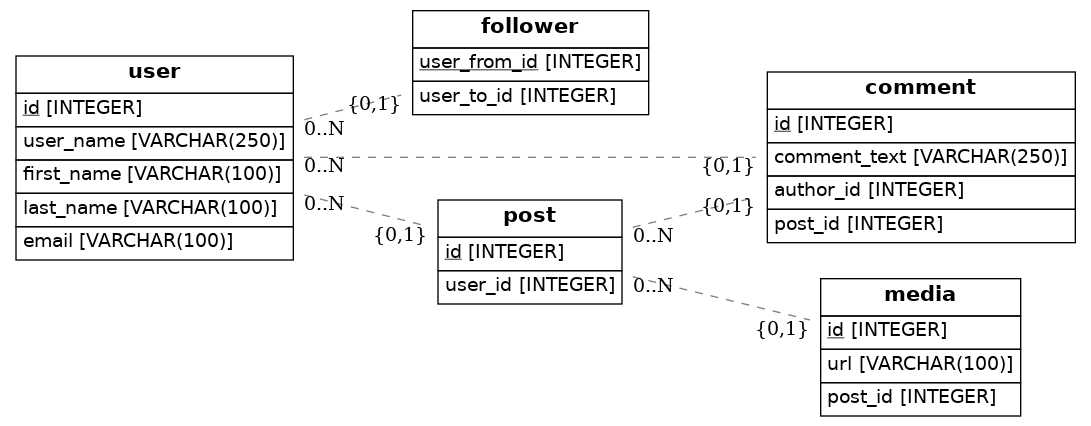 user
id [INTEGER]
user_name [VARCHAR(250)]
first_name [VARCHAR(100)]
last_name [VARCHAR(100)]
email [VARCHAR(100)]
follower
user_from_id [INTEGER]
user_to_id [INTEGER]
{0,1}
0..N
0..N
{0,1}
0..N
{0,1}
post
id [INTEGER]
user_id [INTEGER]
{0,1}
0..N
0..N
{0,1}
comment
id [INTEGER]
comment_text [VARCHAR(250)]
author_id [INTEGER]
post_id [INTEGER]
media
id [INTEGER]
url [VARCHAR(100)]
post_id [INTEGER]